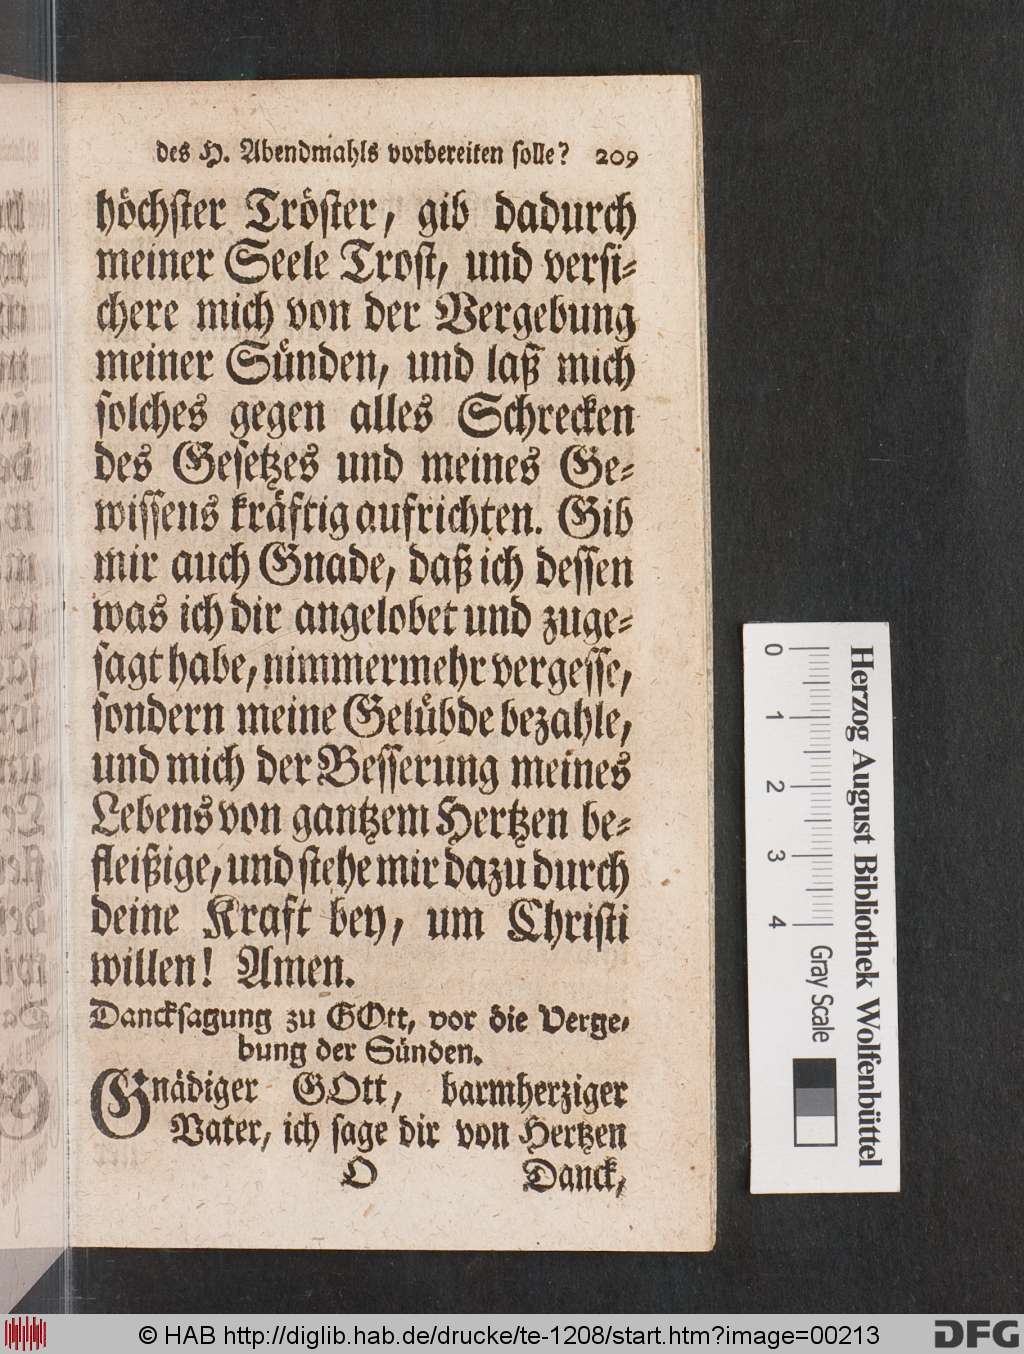 des H. Abendmahls vorbereiten solle? 209
höchster Tröster, gib dadurch
meiner Seele Trost, und versi-
chere mich von der Vergebung
meiner Sünden, und laß mich
solches gegen alles Schrecken
des Gesetzes und meines Ge-
wissens kräftig aufrichten. Gib
mir auch Gnade, daß ich dessen
was ich dir angelobet und zuge-
sagt habe, nimmermehr vergesse,
sondern meine Gelübde bezahle,
und mich der Besserung meines
Lebens von gantzem Hertzen be-
fleißige, und stehe mir dazu durch
deine Kraft bey, um Christi
willen! Amen.
Dancksagung zu GOtt, vor die Verge-
bung der Sünden.
Gnädiger GOtt, barmherziger
Vater, ich sage dir von Hertzen
O Danck,
0 1 2 3 4
Gray Scale
Herzog August Bibliothek Wolfenbüttel
© HAB http://diglib.hab.de/drucke/te-1208/start.htm?image=00213
DFG